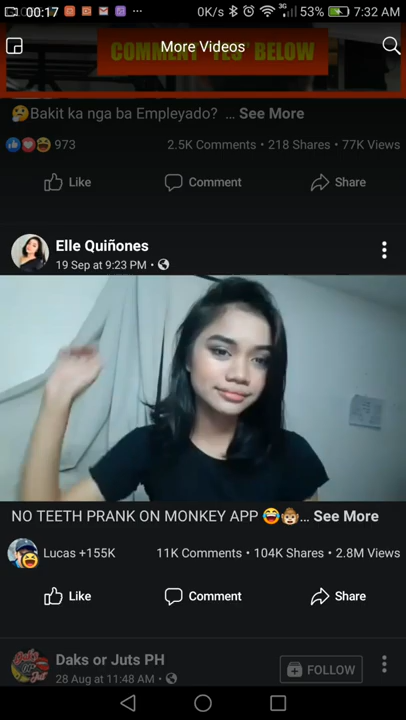 00:17
0K/s 3G 53% 7:32 AM
COMMENT "YES" BELOW
More Videos
🤔Bakit ka nga ba Empleyado? ... See More
973
2.5K Comments · 218 Shares · 77K Views
Like Comment Share
Elle Quiñones
19 Sep at 9:23 PM ·
NO TEETH PRANK ON MONKEY APP 😂🙉... See More
Lucas +155K 11K Comments · 104K Shares · 2.8M Views
Like Comment Share
Daks or Juts PH
28 Aug at 11:48 AM ·
FOLLOW